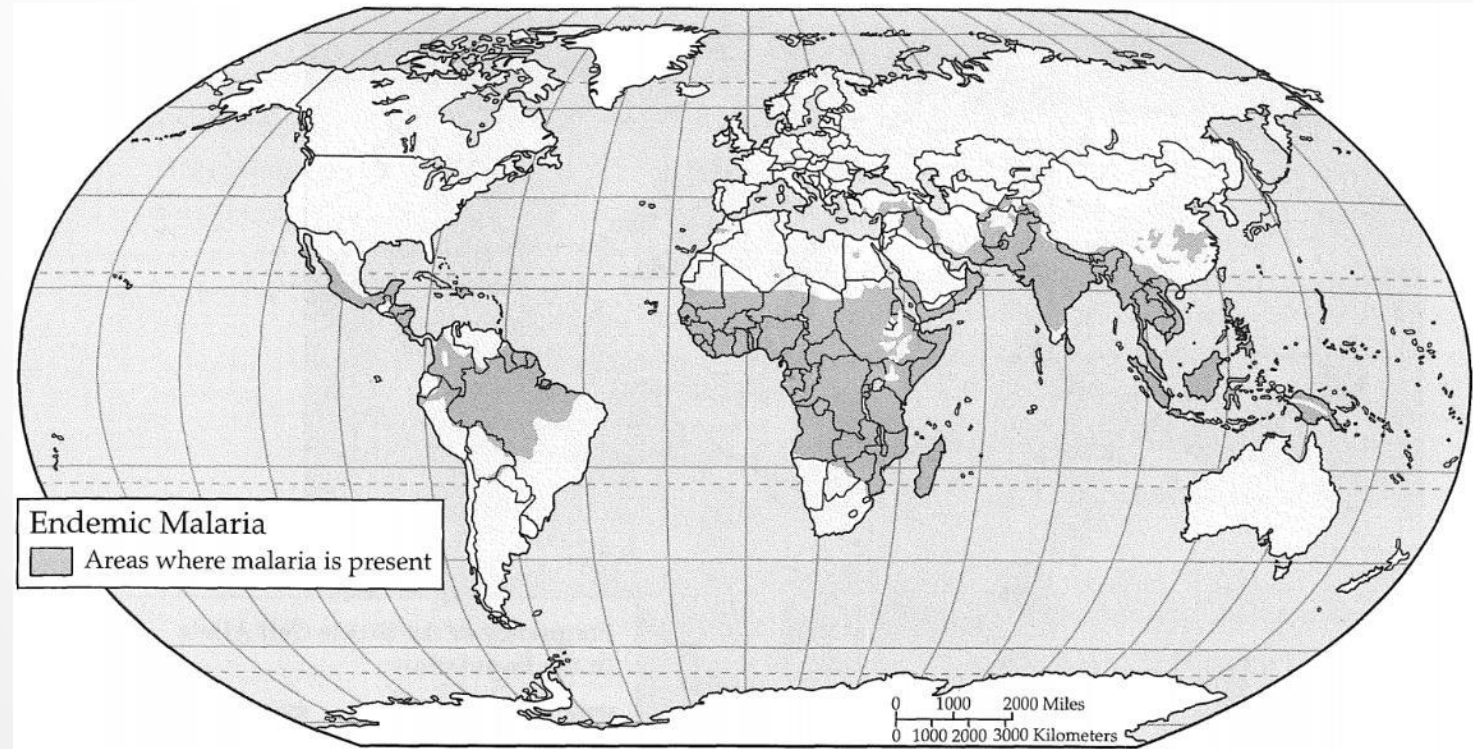 Endemic Malaria
Areas where malaria is present
0 1000 2000 Miles
0 1000 2000 3000 Kilometers